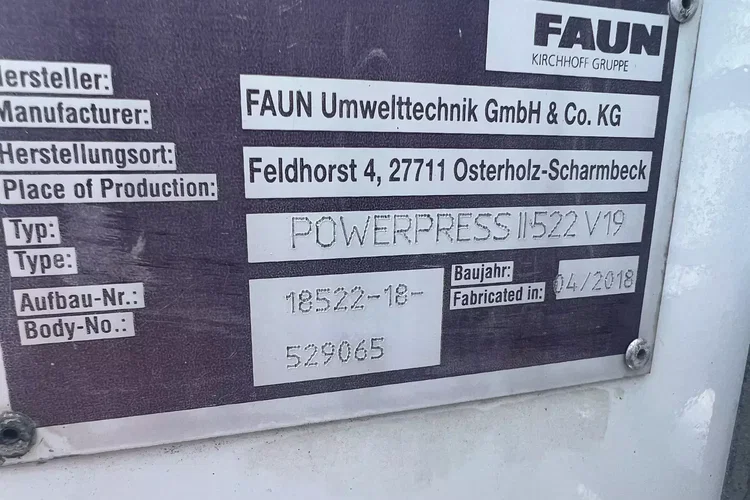 FAUN
KIRCHHOFF GRUPPE
Hersteller:
Manufacturer:
FAUN Umwelttechnik GmbH & Co. KG
Herstellungsort:
Place of Production:
Feldhorst 4, 27711 Osterholz-Scharmbeck
Typ:
Type:
POWERPRESS II 522 V19
Aufbau-Nr.:
Body-No.:
18522-18-
529065
Baujahr:
Fabricated in:
04/2018